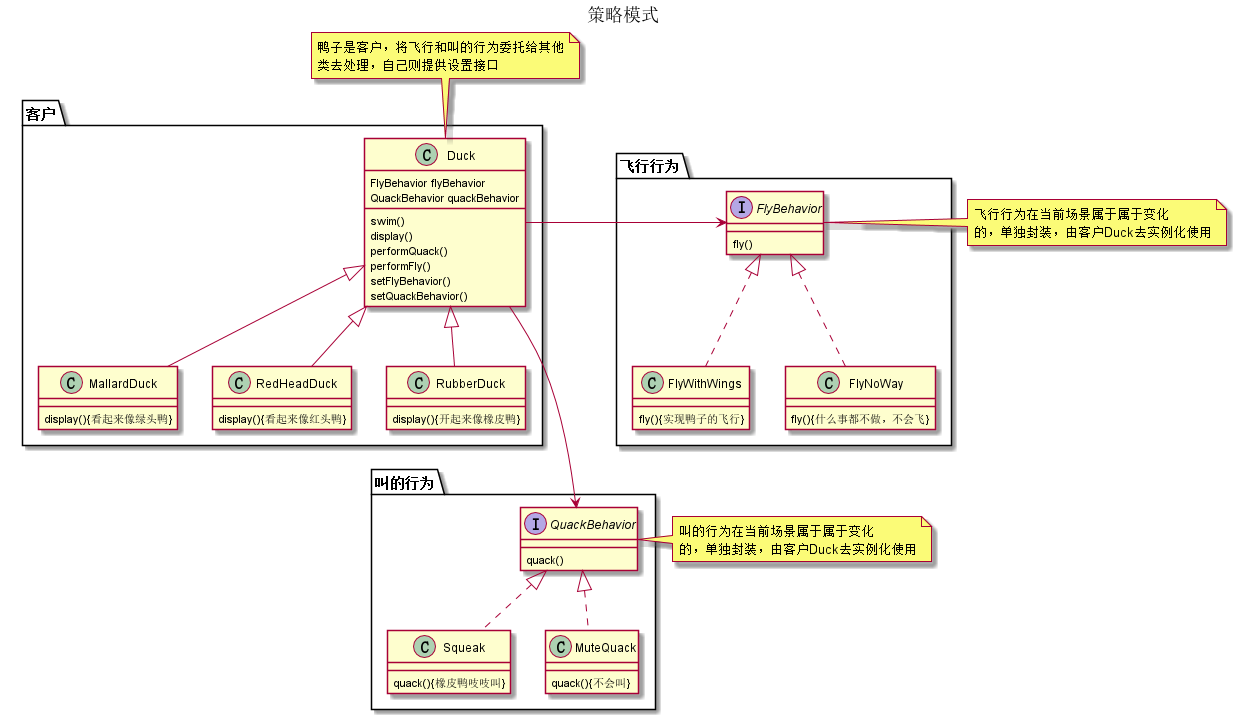 策略模式
鸭子是客户，将飞行和叫的行为委托给其他
类去处理，自己则提供设置接口
客户
C Duck
FlyBehavior flyBehavior
QuackBehavior quackBehavior
swim()
display()
performQuack()
performFly()
setFlyBehavior()
setQuackBehavior()
C MallardDuck
display(){看起来像绿头鸭}
C RedHeadDuck
display(){看起来像红头鸭}
C RubberDuck
display(){开起来像橡皮鸭}
飞行行为
I FlyBehavior
fly()
飞行行为在当前场景属于属于变化
的，单独封装，由客户Duck去实例化使用
C FlyWithWings
fly(){实现鸭子的飞行}
C FlyNoWay
fly(){什么事都不做，不会飞}
叫的行为
I QuackBehavior
quack()
叫的行为在当前场景属于属于变化
的，单独封装，由客户Duck去实例化使用
C Squeak
quack(){橡皮鸭吱吱叫}
C MuteQuack
quack(){不会叫}